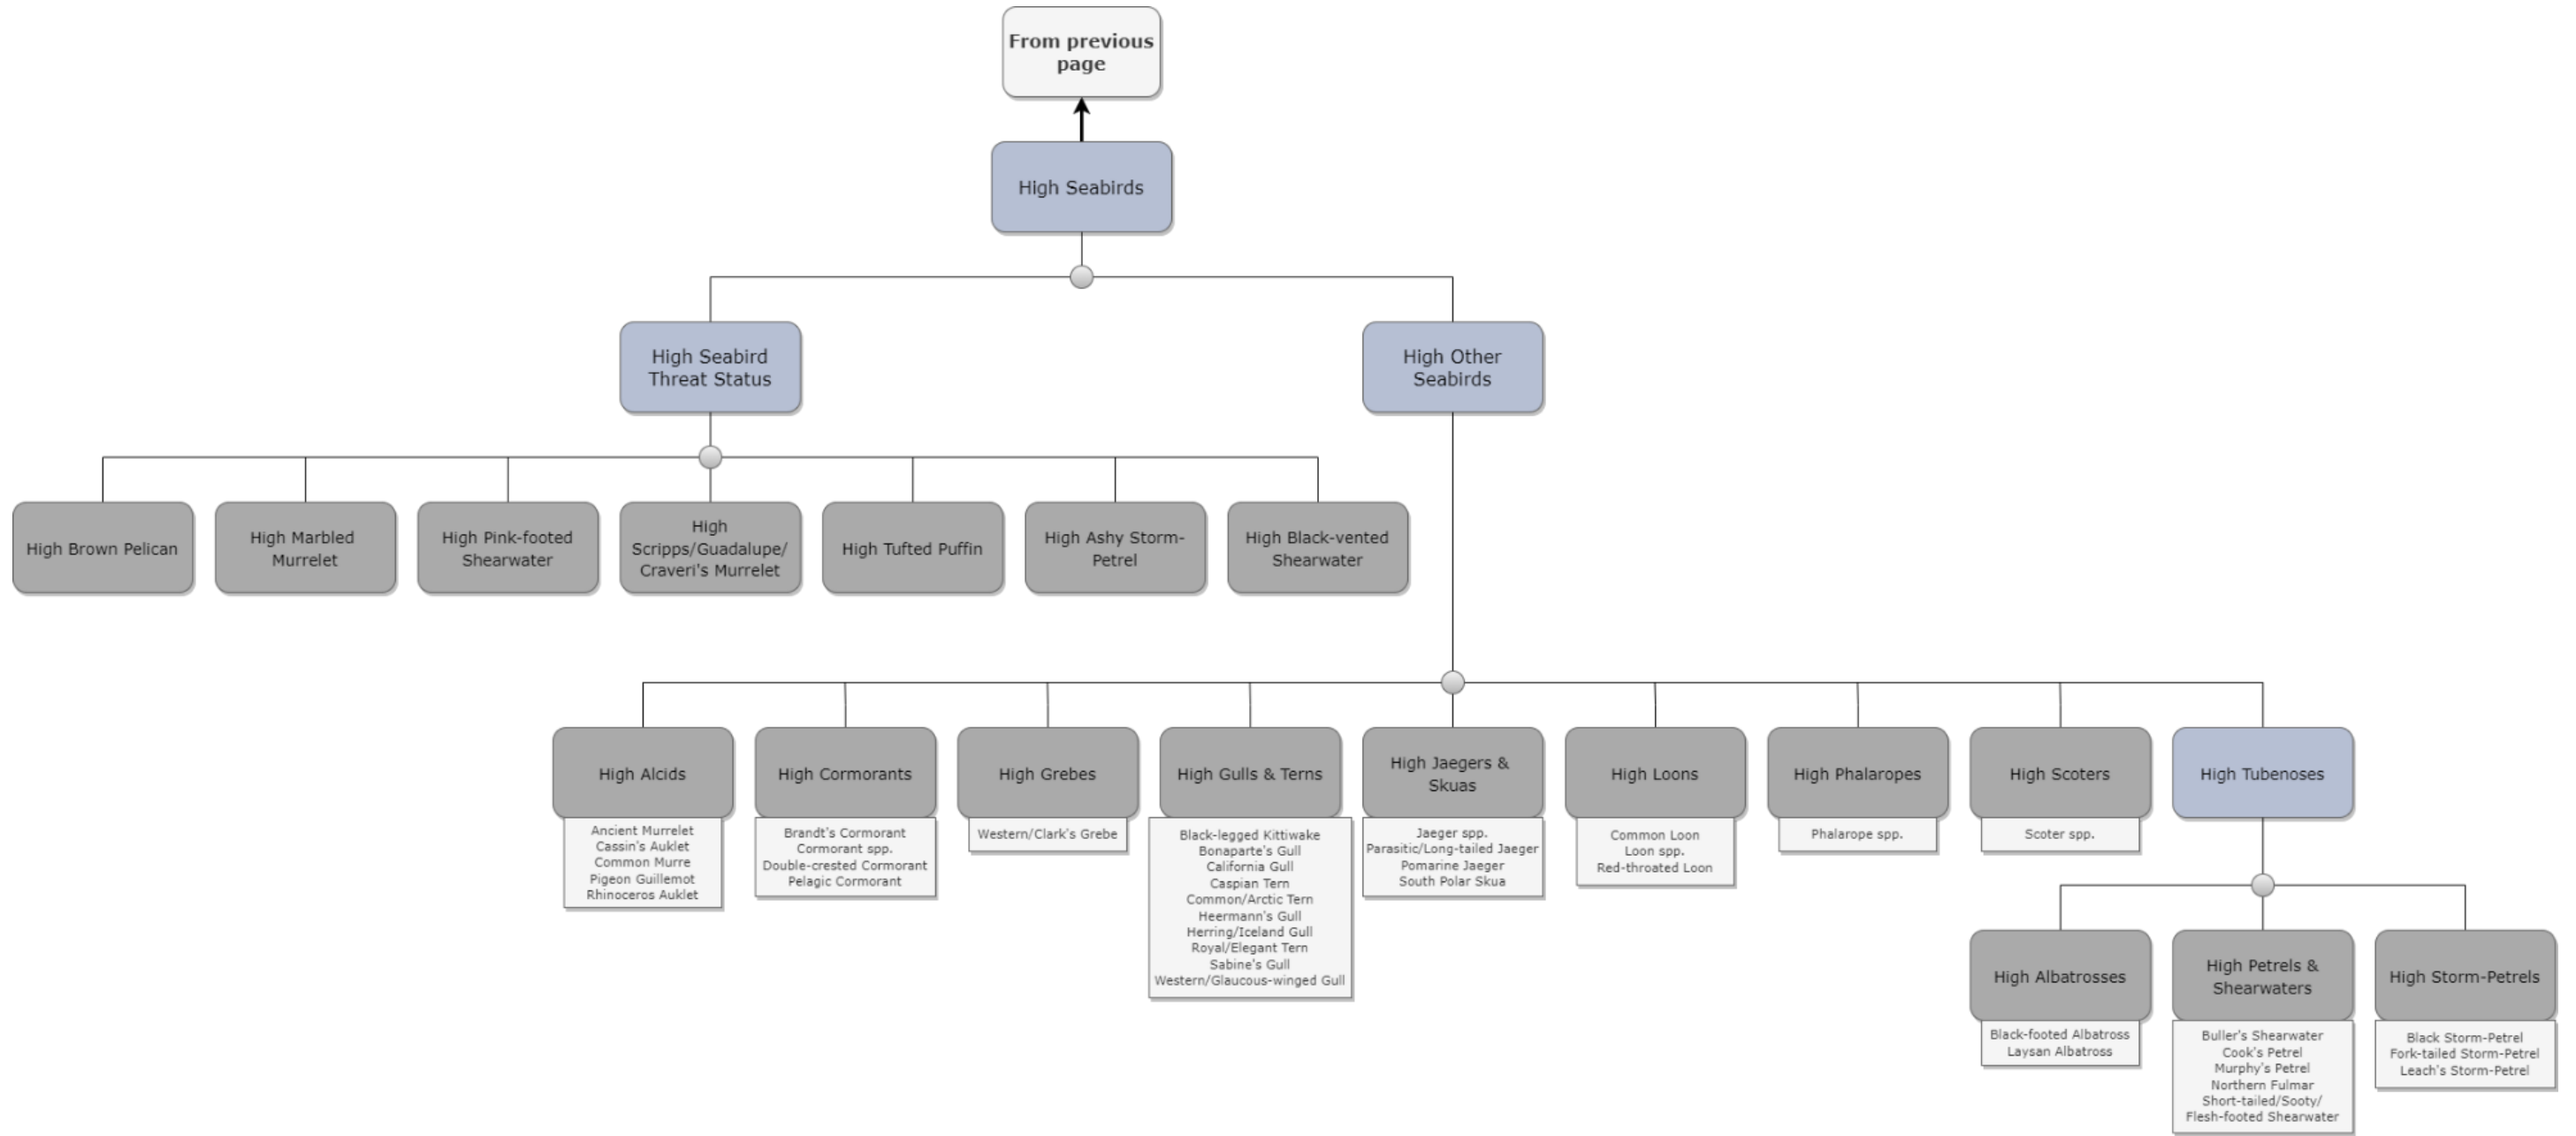 From previous
page
High Seabirds
High Seabird
Threat Status
High Other
Seabirds
High Brown Pelican
High Marbled
Murrelet
High Pink-footed
Shearwater
High
Scripps/Guadalupe/
Craveri's Murrelet
High Tufted Puffin
High Ashy Storm-
Petrel
High Black-vented
Shearwater
High Alcids
Ancient Murrelet
Cassin's Auklet
Common Murre
Pigeon Guillemot
Rhinoceros Auklet
High Cormorants
Brandt's Cormorant
Cormorant spp.
Double-crested Cormorant
Pelagic Cormorant
High Grebes
Western/Clark's Grebe
High Gulls & Terns
Black-legged Kittiwake
Bonaparte's Gull
California Gull
Caspian Tern
Common/Arctic Tern
Heermann's Gull
Herring/Iceland Gull
Royal/Elegant Tern
Sabine's Gull
Western/Glaucous-winged Gull
High Jaegers &
Skuas
Jaeger spp.
Parasitic/Long-tailed Jaeger
Pomarine Jaeger
South Polar Skua
High Loons
Common Loon
Loon spp.
Red-throated Loon
High Phalaropes
Phalarope spp.
High Scoters
Scoter spp.
High Tubenoses
High Albatrosses
Black-footed Albatross
Laysan Albatross
High Petrels &
Shearwaters
Buller's Shearwater
Cook's Petrel
Murphy's Petrel
Northern Fulmar
Short-tailed/Sooty/
Flesh-footed Shearwater
High Storm-Petrels
Black Storm-Petrel
Fork-tailed Storm-Petrel
Leach's Storm-Petrel